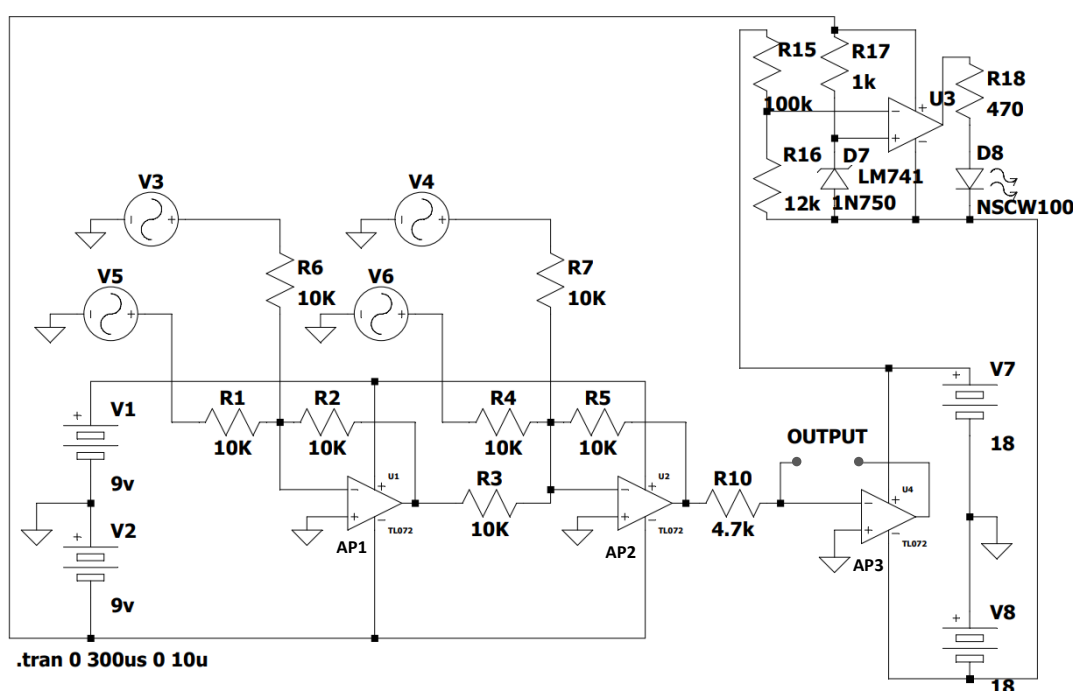 R15
100k
R17
1k
U3
R18
470
R16
12k
D7
LM741
1N750
D8
NSCW100
V3
V4
V5
R6
10K
V6
R7
10K
V1
9v
R1
10K
R2
10K
R4
10K
R5
10K
V7
18
OUTPUT
U1
TL072
AP1
R3
10K
U2
TL072
AP2
R10
4.7k
U4
TL072
AP3
V2
9v
V8
18
.tran 0 300us 0 10u